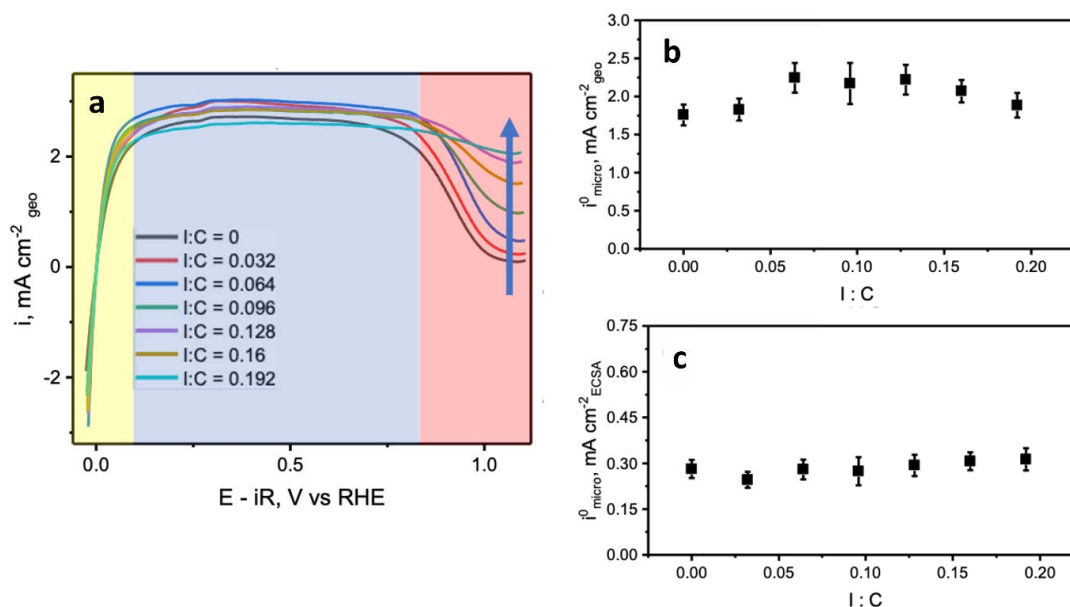 a
i, mA cm⁻² geo
2
0
-2
I:C = 0
I:C = 0.032
I:C = 0.064
I:C = 0.096
I:C = 0.128
I:C = 0.16
I:C = 0.192
0.0 0.5 1.0
E - iR, V vs RHE
b
i⁰micro, mA cm⁻²geo
3.0
2.5
2.0
1.5
1.0
0.5
0.0
0.00 0.05 0.10 0.15 0.20
I : C
c
i⁰micro, mA cm⁻²ECSA
0.75
0.60
0.45
0.30
0.15
0.00
0.00 0.05 0.10 0.15 0.20
I : C